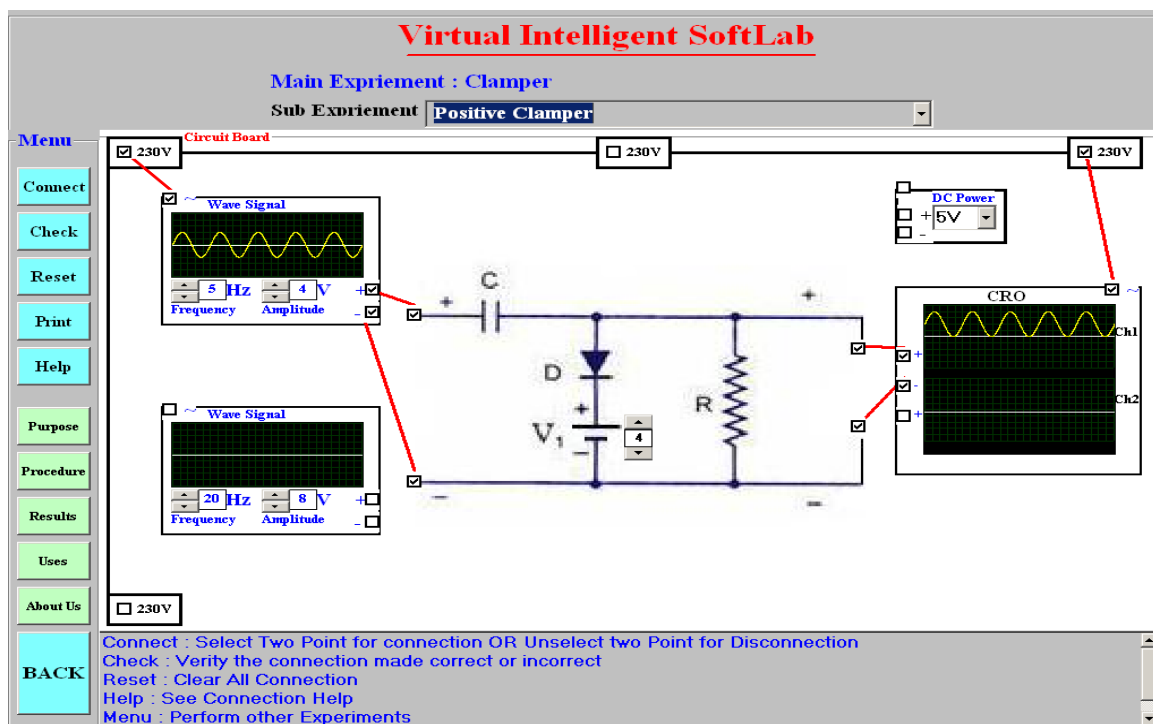 Virtual Intelligent SoftLab
Main Expriement : Clamper
Sub Expriement Positive Clamper
Menu
Circuit Board
230V
230V
230V
Connect
Check
Reset
Print
Help
Purpose
Procedure
Results
Uses
About Us
BACK
~ Wave Signal
5 Hz 4 V +
Frequency Amplitude -
~ Wave Signal
20 Hz 8 V +
Frequency Amplitude -
DC Power
+ 5V
-
+ C +
D
+
V1 4
-
R
- -
~
CRO
Ch1
+
-
Ch2
+
230V
Connect : Select Two Point for connection OR Unselect two Point for Disconnection
Check : Verify the connection made correct or incorrect
Reset : Clear All Connection
Help : See Connection Help
Menu : Perform other Experiments